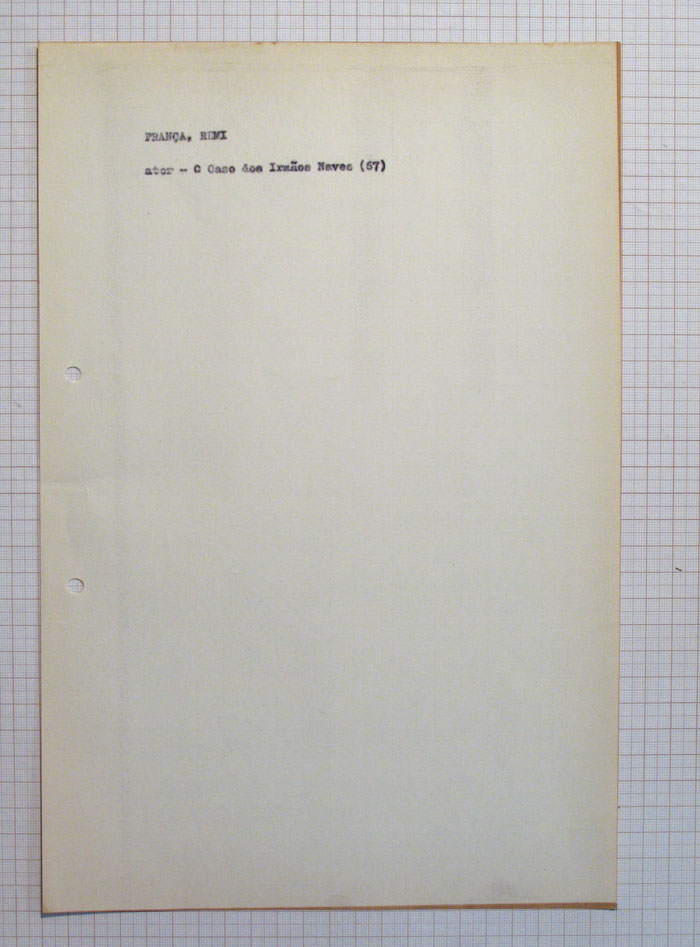 FRANÇA, REMI
ator - O Caso dos Irmãos Naves (67)